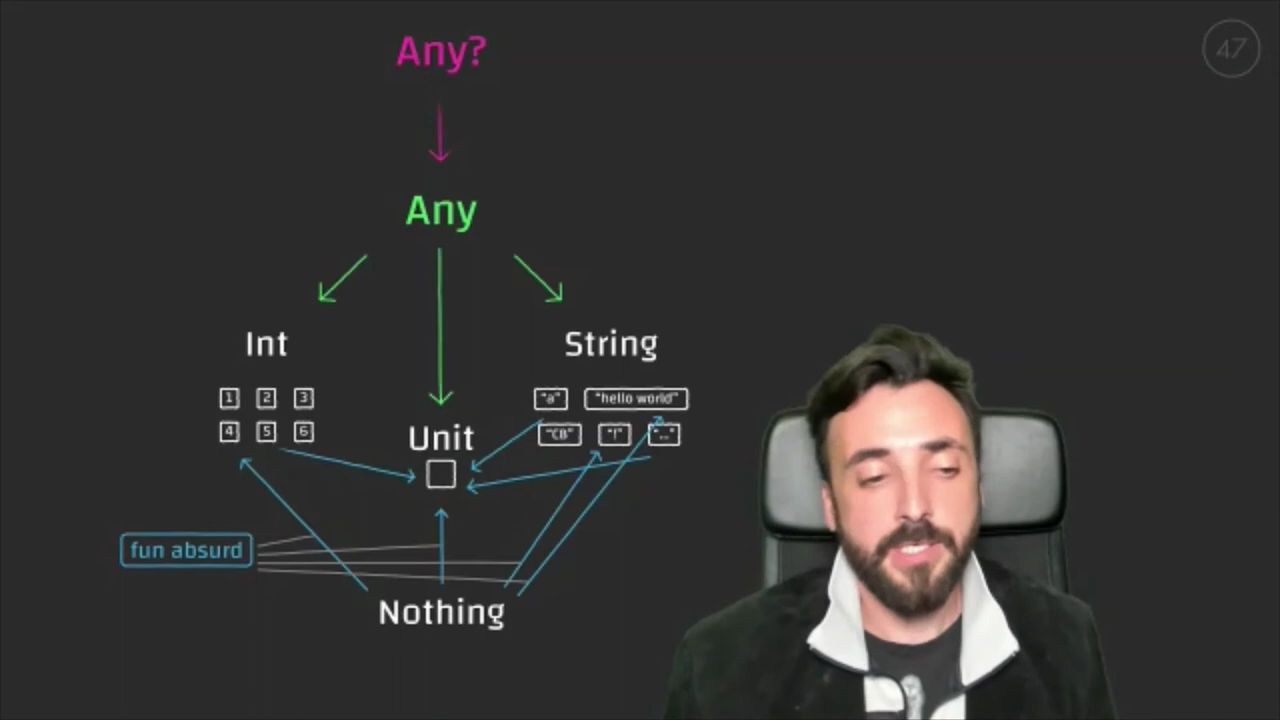 Any?
47
Any
Int
String
1 2 3
"a" "hello world"
4 5 6
Unit
"CB" "!" "..."
fun absurd
Nothing